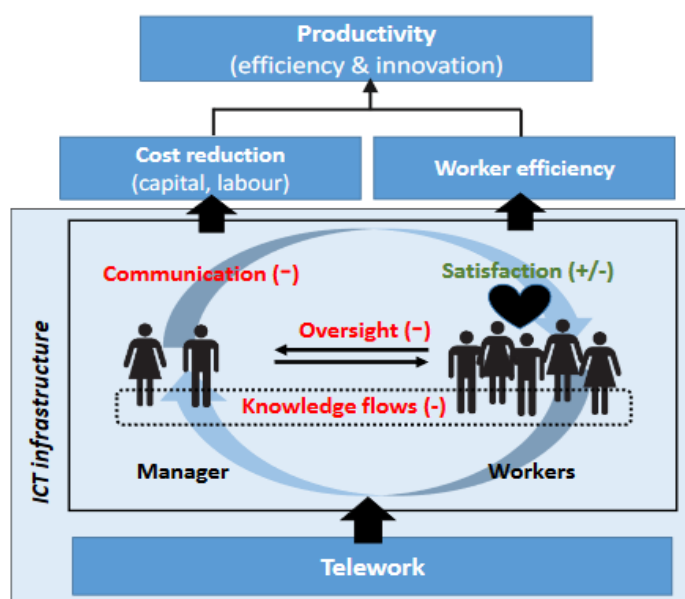 Productivity
(efficiency & innovation)
Cost reduction
(capital, labour)
Worker efficiency
Communication (-)
Satisfaction (+/-)
Oversight (-)
Knowledge flows (-)
Manager
Workers
ICT infrastructure
Telework